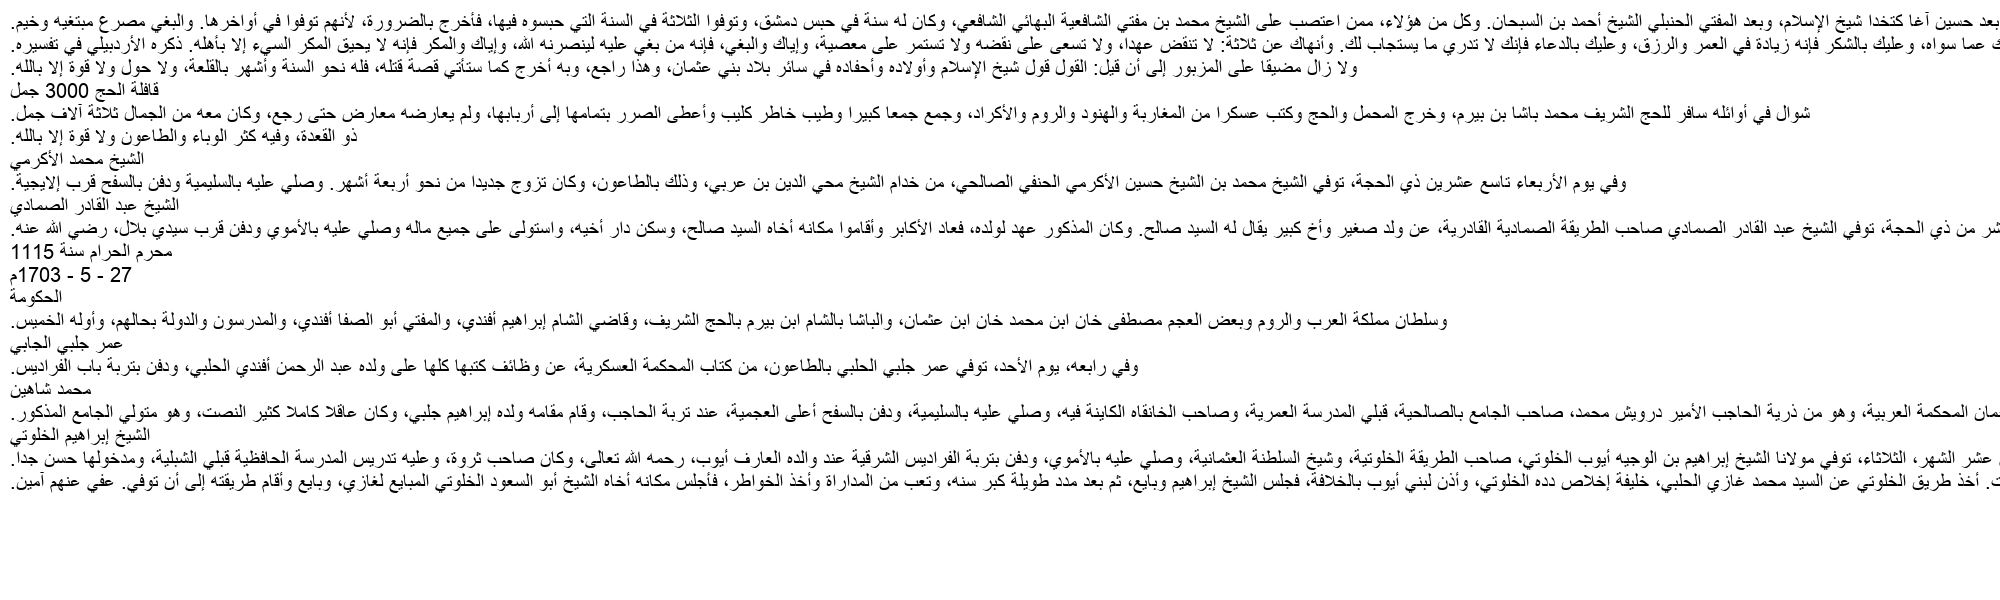 بعد حسين آغا كتخدا شيخ الإسلام، وبعد المفتي الحنبلي الشيخ أحمد بن السبحان. وكل من هؤلاء، ممن اعتصب على الشيخ محمد بن مفتي الشافعية البهائي الشافعي، وكان له سنة في حبس دمشق، وتوفوا الثلاثة في السنة التي حبسوه فيها، فأخرج بالضرورة، لأنهم توفوا في أواخرها. والبغي مصرع مبتغيه وخيم.
عما سواه، وعليك بالشكر فإنه زيادة في العمر والرزق، وعليك بالدعاء فإنك لا تدري ما يستجاب لك. وأنهاك عن ثلاثة: لا تنقض عهدا، ولا تسعى على نقضه ولا تستمر على معصية، وإياك والبغي، فإنه من بغي عليه لينصرنه الله، وإياك والمكر فإنه لا يحيق المكر السيء إلا بأهله. ذكره الأردبيلي في تفسيره.
ولا زال مضيقا على المزبور إلى أن قيل: القول قول شيخ الإسلام وأولاده وأحفاده في سائر بلاد بني عثمان، وهذا راجع، وبه أخرج كما ستأتي قصة قتله، فله نحو السنة وأشهر بالقلعة، ولا حول ولا قوة إلا بالله.
قافلة الحج 3000 جمل
شوال في أوائله سافر للحج الشريف محمد باشا بن بيرم، وخرج المحمل والحج وكتب عسكرا من المغاربة والهنود والروم والأكراد، وجمع جمعا كبيرا وطيب خاطر كليب وأعطى الصرر بتمامها إلى أربابها، ولم يعارضه معارض حتى رجع، وكان معه من الجمال ثلاثة آلاف جمل.
ذو القعدة، وفيه كثر الوباء والطاعون ولا قوة إلا بالله.
الشيخ محمد الأكرمي
وفي يوم الأربعاء تاسع عشرين ذي الحجة، توفي الشيخ محمد بن الشيخ حسين الأكرمي الحنفي الصالحي، من خدام الشيخ محي الدين بن عربي، وذلك بالطاعون، وكان تزوج جديدا من نحو أربعة أشهر. وصلي عليه بالسليمية ودفن بالسفح قرب إلايجية.
الشيخ عبد القادر الصمادي
من ذي الحجة، توفي الشيخ عبد القادر الصمادي صاحب الطريقة الصمادية القادرية، عن ولد صغير وأخ كبير يقال له السيد صالح. وكان المذكور عهد لولده، فعاد الأكابر وأقاموا مكانه أخاه السيد صالح، وسكن دار أخيه، واستولى على جميع ماله وصلي عليه بالأموي ودفن قرب سيدي بلال، رضي الله عنه.
محرم الحرام سنة 1115
27 - 5 - 1703م
الحكومة
وسلطان مملكة العرب والروم وبعض العجم مصطفى خان ابن محمد خان ابن عثمان، والباشا بالشام ابن بيرم بالحج الشريف، وقاضي الشام إبراهيم أفندي، والمفتي أبو الصفا أفندي، والمدرسون والدولة بحالهم، وأوله الخميس.
عمر جلبي الجابي
وفي رابعه، يوم الأحد، توفي عمر جلبي الحلبي بالطاعون، من كتاب المحكمة العسكرية، عن وظائف كتبها كلها على ولده عبد الرحمن أفندي الحلبي، ودفن بتربة باب الفراديس.
محمد شاهين
المحكمة العربية، وهو من ذرية الحاجب الأمير درويش محمد، صاحب الجامع بالصالحية، قبلي المدرسة العمرية، وصاحب الخانقاه الكاينة فيه، وصلي عليه بالسليمية، ودفن بالسفح أعلى العجمية، عند تربة الحاجب، وقام مقامه ولده إبراهيم جلبي، وكان عاقلا كاملا كثير النصت، وهو متولي الجامع المذكور.
الشيخ إبراهيم الخلوتي
عشر الشهر، الثلاثاء، توفي مولانا الشيخ إبراهيم بن الوجيه أيوب الخلوتي، صاحب الطريقة الخلوتية، وشيخ السلطنة العثمانية، وصلي عليه بالأموي، ودفن بتربة الفراديس الشرقية عند والده العارف أيوب، رحمه الله تعالى، وكان صاحب ثروة، وعليه تدريس المدرسة الحافظية قبلي الشبلية، ومدخولها حسن جدا.
أخذ طريق الخلوتي عن السيد محمد غازي الحلبي، خليفة إخلاص دده الخلوتي، وأذن لبني أيوب بالخلافة، فجلس الشيخ إبراهيم وبايع، ثم بعد مدد طويلة كبر سنه، وتعب من المداراة وأخذ الخواطر، فأجلس مكانه أخاه الشيخ أبو السعود الخلوتي المبايع لغازي، وبايع وأقام طريقته إلى أن توفي. عفي عنهم آمين.